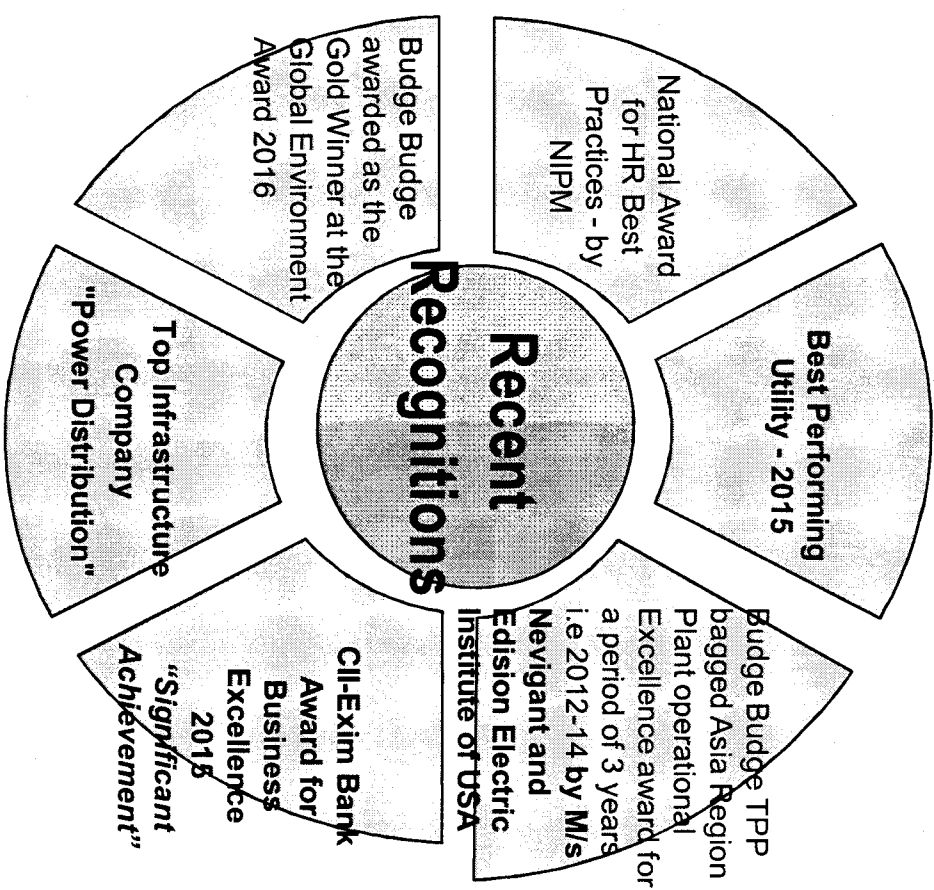 Recent
Recognitions
Best Performing
Utility - 2015
Budge Budge TPP
bagged Asia Region
Plant operational
Excellence award for
a period of 3 years
i.e 2012-14 by M/s
Nevigant and
Edision Electric
Institute of USA
CII-Exim Bank
Award for
Business
Excellence
2015
“Significant
Achievement”
Top Infrastructure
Company
"Power Distribution"
Budge Budge
awarded as the
Gold Winner at the
Global Environment
Award 2016
National Award
for HR Best
Practices - by
NIPM